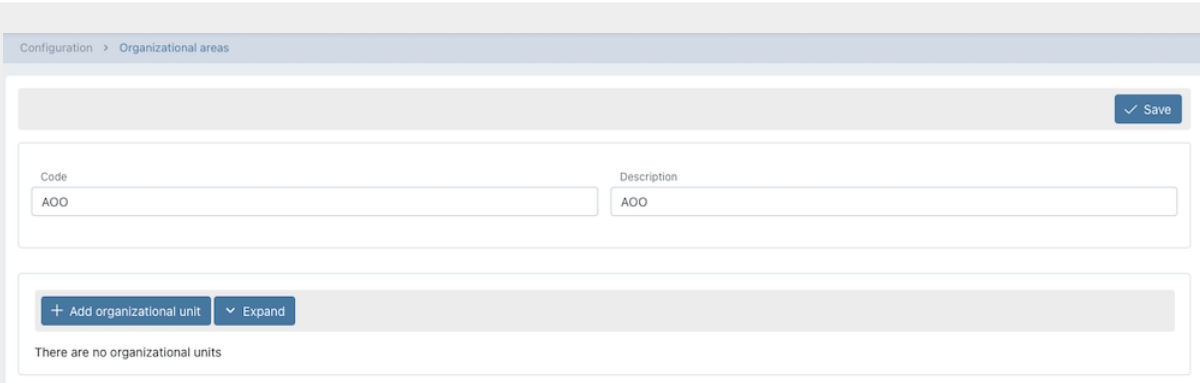 Configuration > Organizational areas
Save
Code Description
AOO AOO
Add organizational unit Expand
There are no organizational units